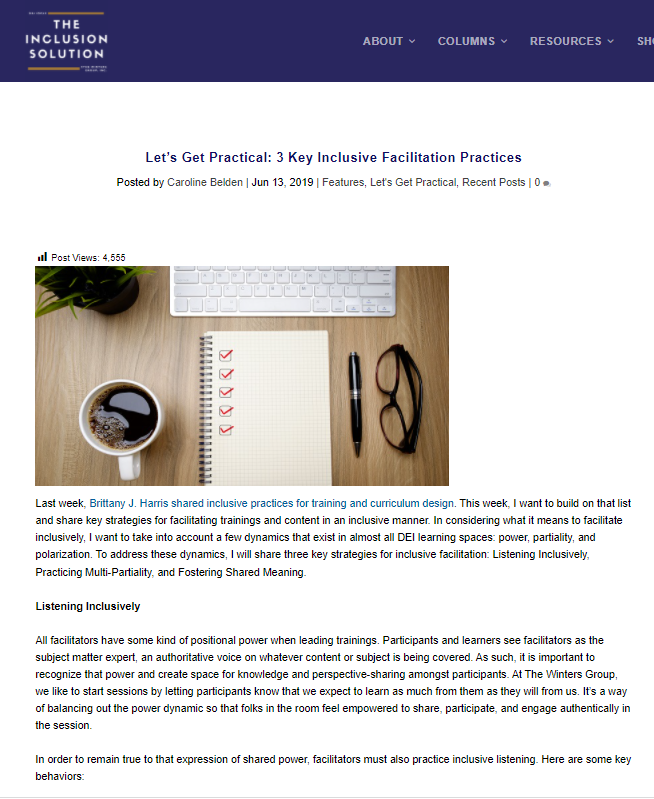 THE
INCLUSION
SOLUTION
ABOUT COLUMNS RESOURCES SH
Let's Get Practical: 3 Key Inclusive Facilitation Practices
Posted by Caroline Belden | Jun 13, 2019 | Features, Let's Get Practical, Recent Posts | 0
Post Views: 4,555
Last week, Brittany J. Harris shared inclusive practices for training and curriculum design. This week, I want to build on that list
and share key strategies for facilitating trainings and content in an inclusive manner. In considering what it means to facilitate
inclusively, I want to take into account a few dynamics that exist in almost all DEI learning spaces: power, partiality, and
polarization. To address these dynamics, I will share three key strategies for inclusive facilitation: Listening Inclusively,
Practicing Multi-Partiality, and Fostering Shared Meaning.
Listening Inclusively
All facilitators have some kind of positional power when leading trainings. Participants and learners see facilitators as the
subject matter expert, an authoritative voice on whatever content or subject is being covered. As such, it is important to
recognize that power and create space for knowledge and perspective-sharing amongst participants. At The Winters Group,
we like to start sessions by letting participants know that we expect to learn as much from them as they will from us. It's a way
of balancing out the power dynamic so that folks in the room feel empowered to share, participate, and engage authentically in
the session.
In order to remain true to that expression of shared power, facilitators must also practice inclusive listening. Here are some key
behaviors: